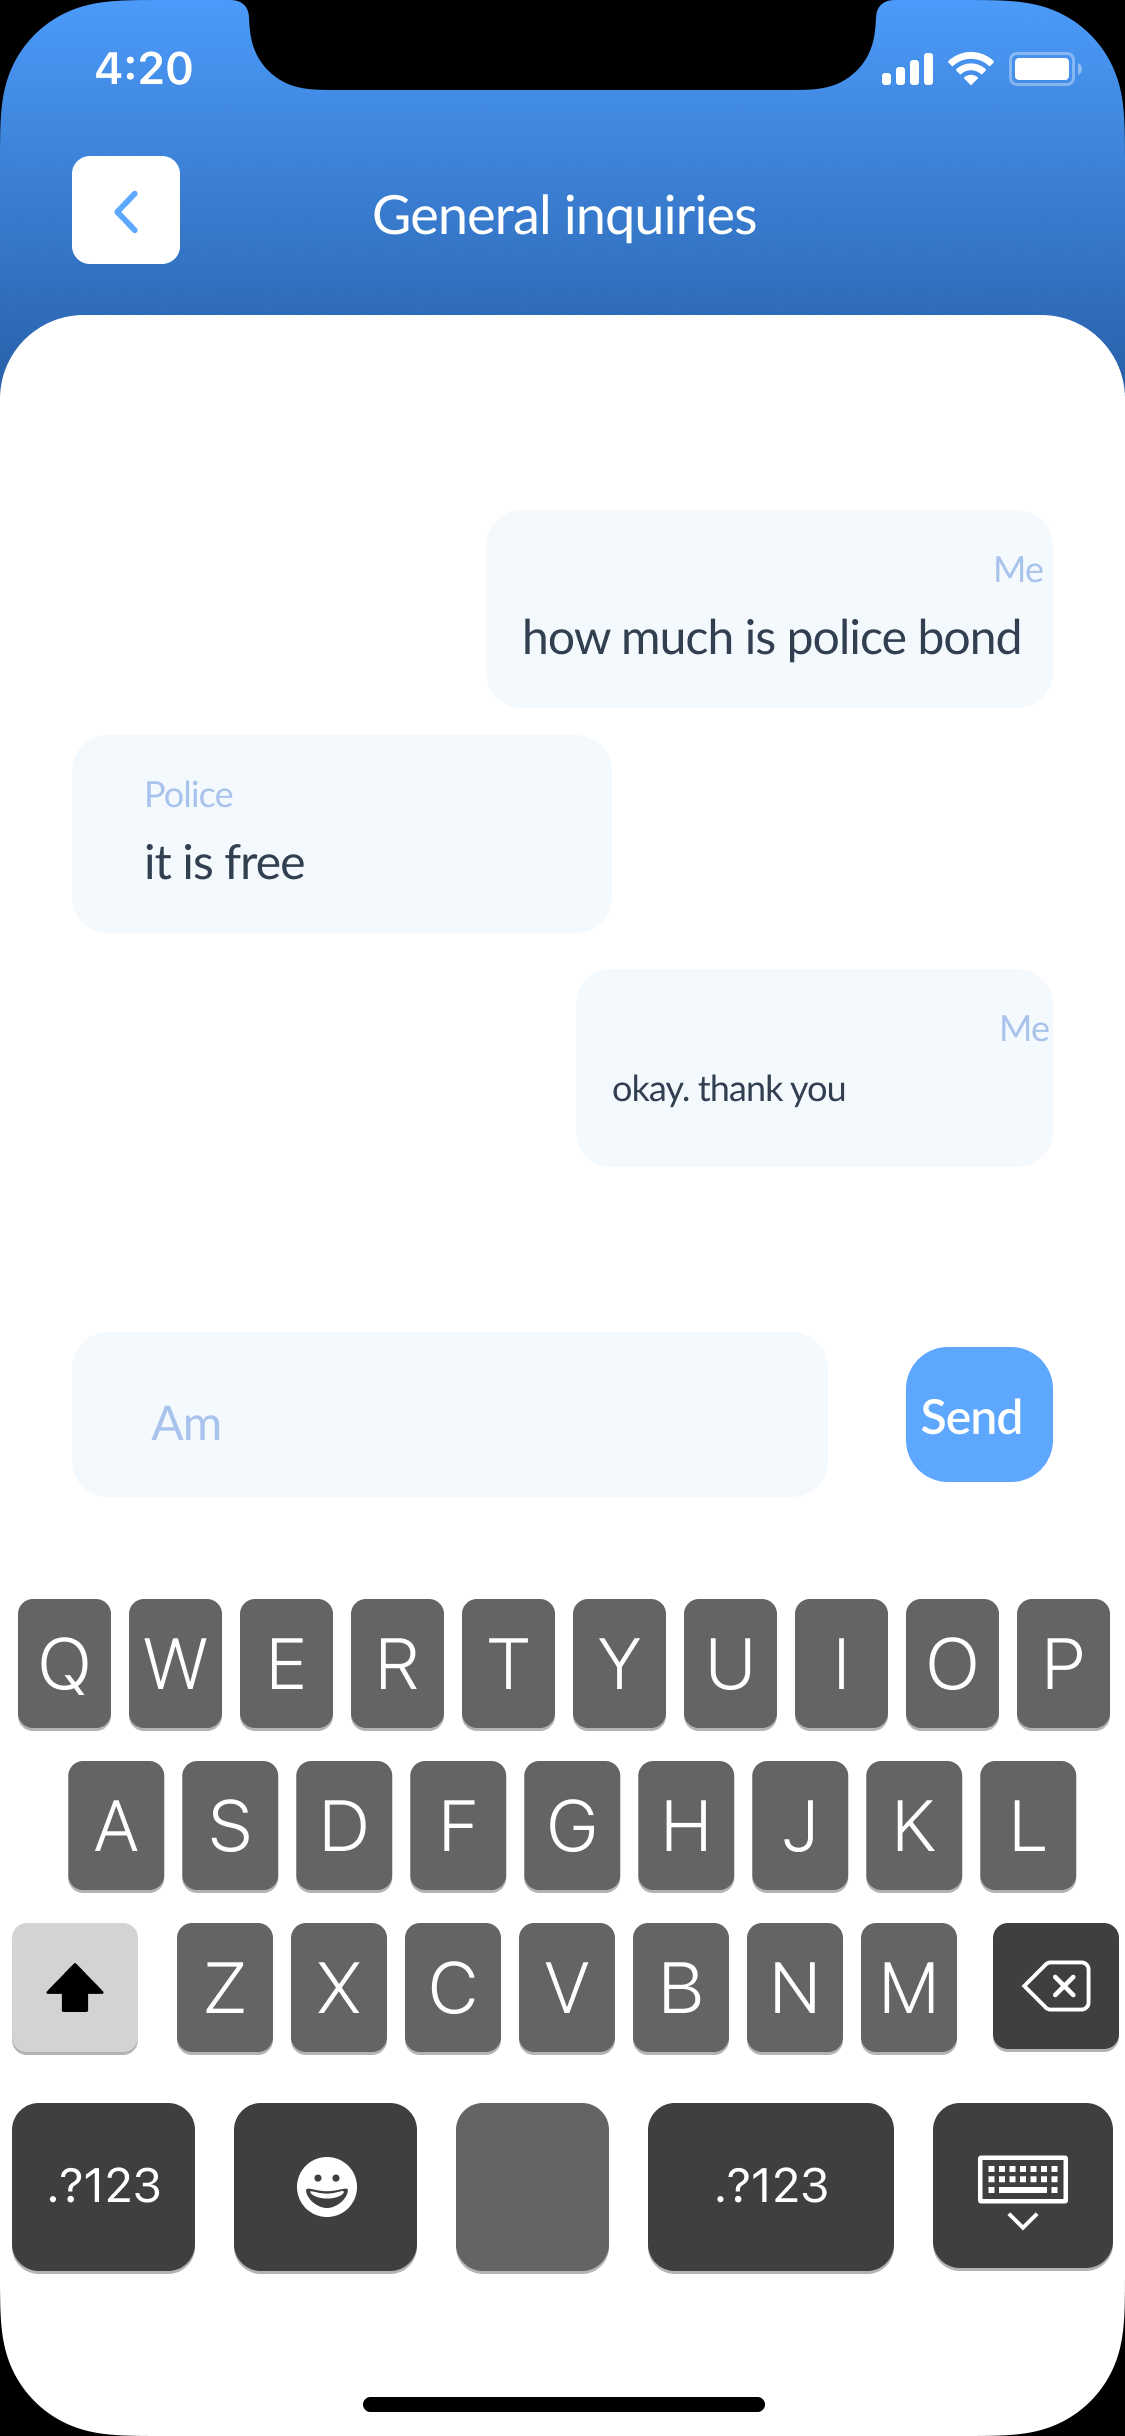 4:20
General inquiries
Me
how much is police bond
Police
it is free
Me
okay. thank you
Am
Send
Q W E R T Y U I O P
A S D F G H J K L
Z X C V B N M
.?123 .?123